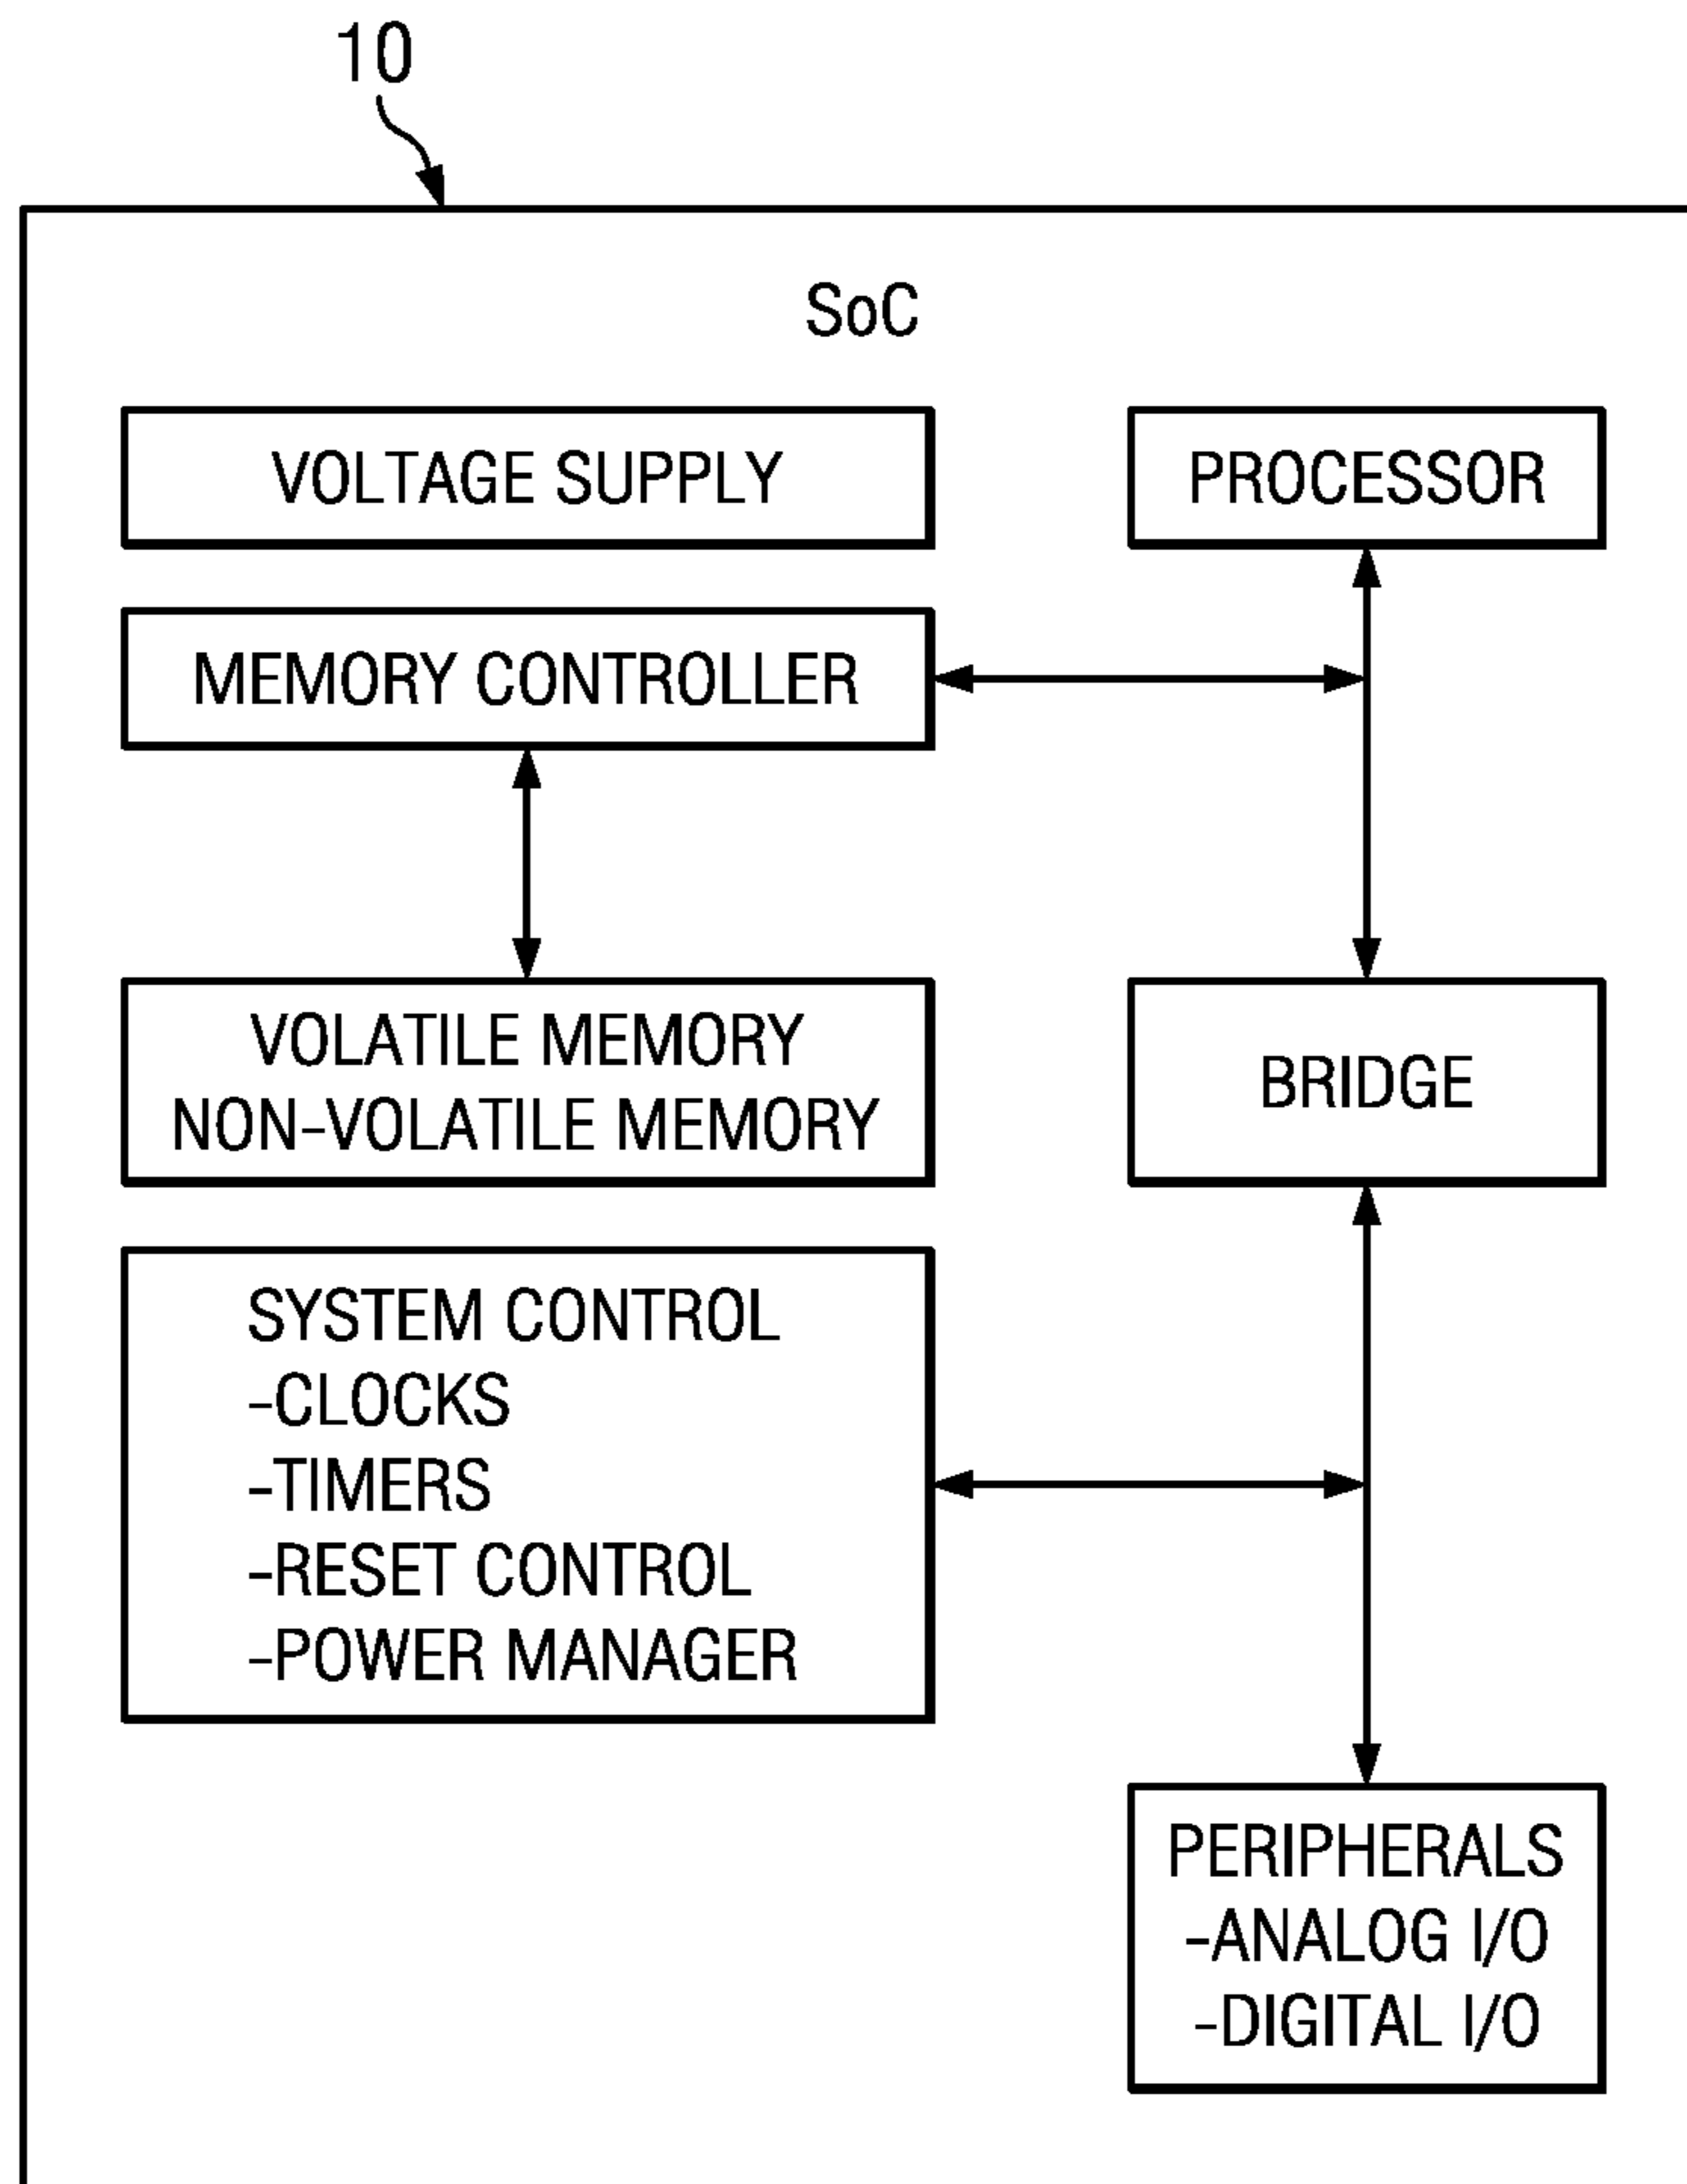 10
SoC
VOLTAGE SUPPLY
PROCESSOR
MEMORY CONTROLLER
VOLATILE MEMORY
NON-VOLATILE MEMORY
BRIDGE
SYSTEM CONTROL
-CLOCKS
-TIMERS
-RESET CONTROL
-POWER MANAGER
PERIPHERALS
-ANALOG I/O
-DIGITAL I/O